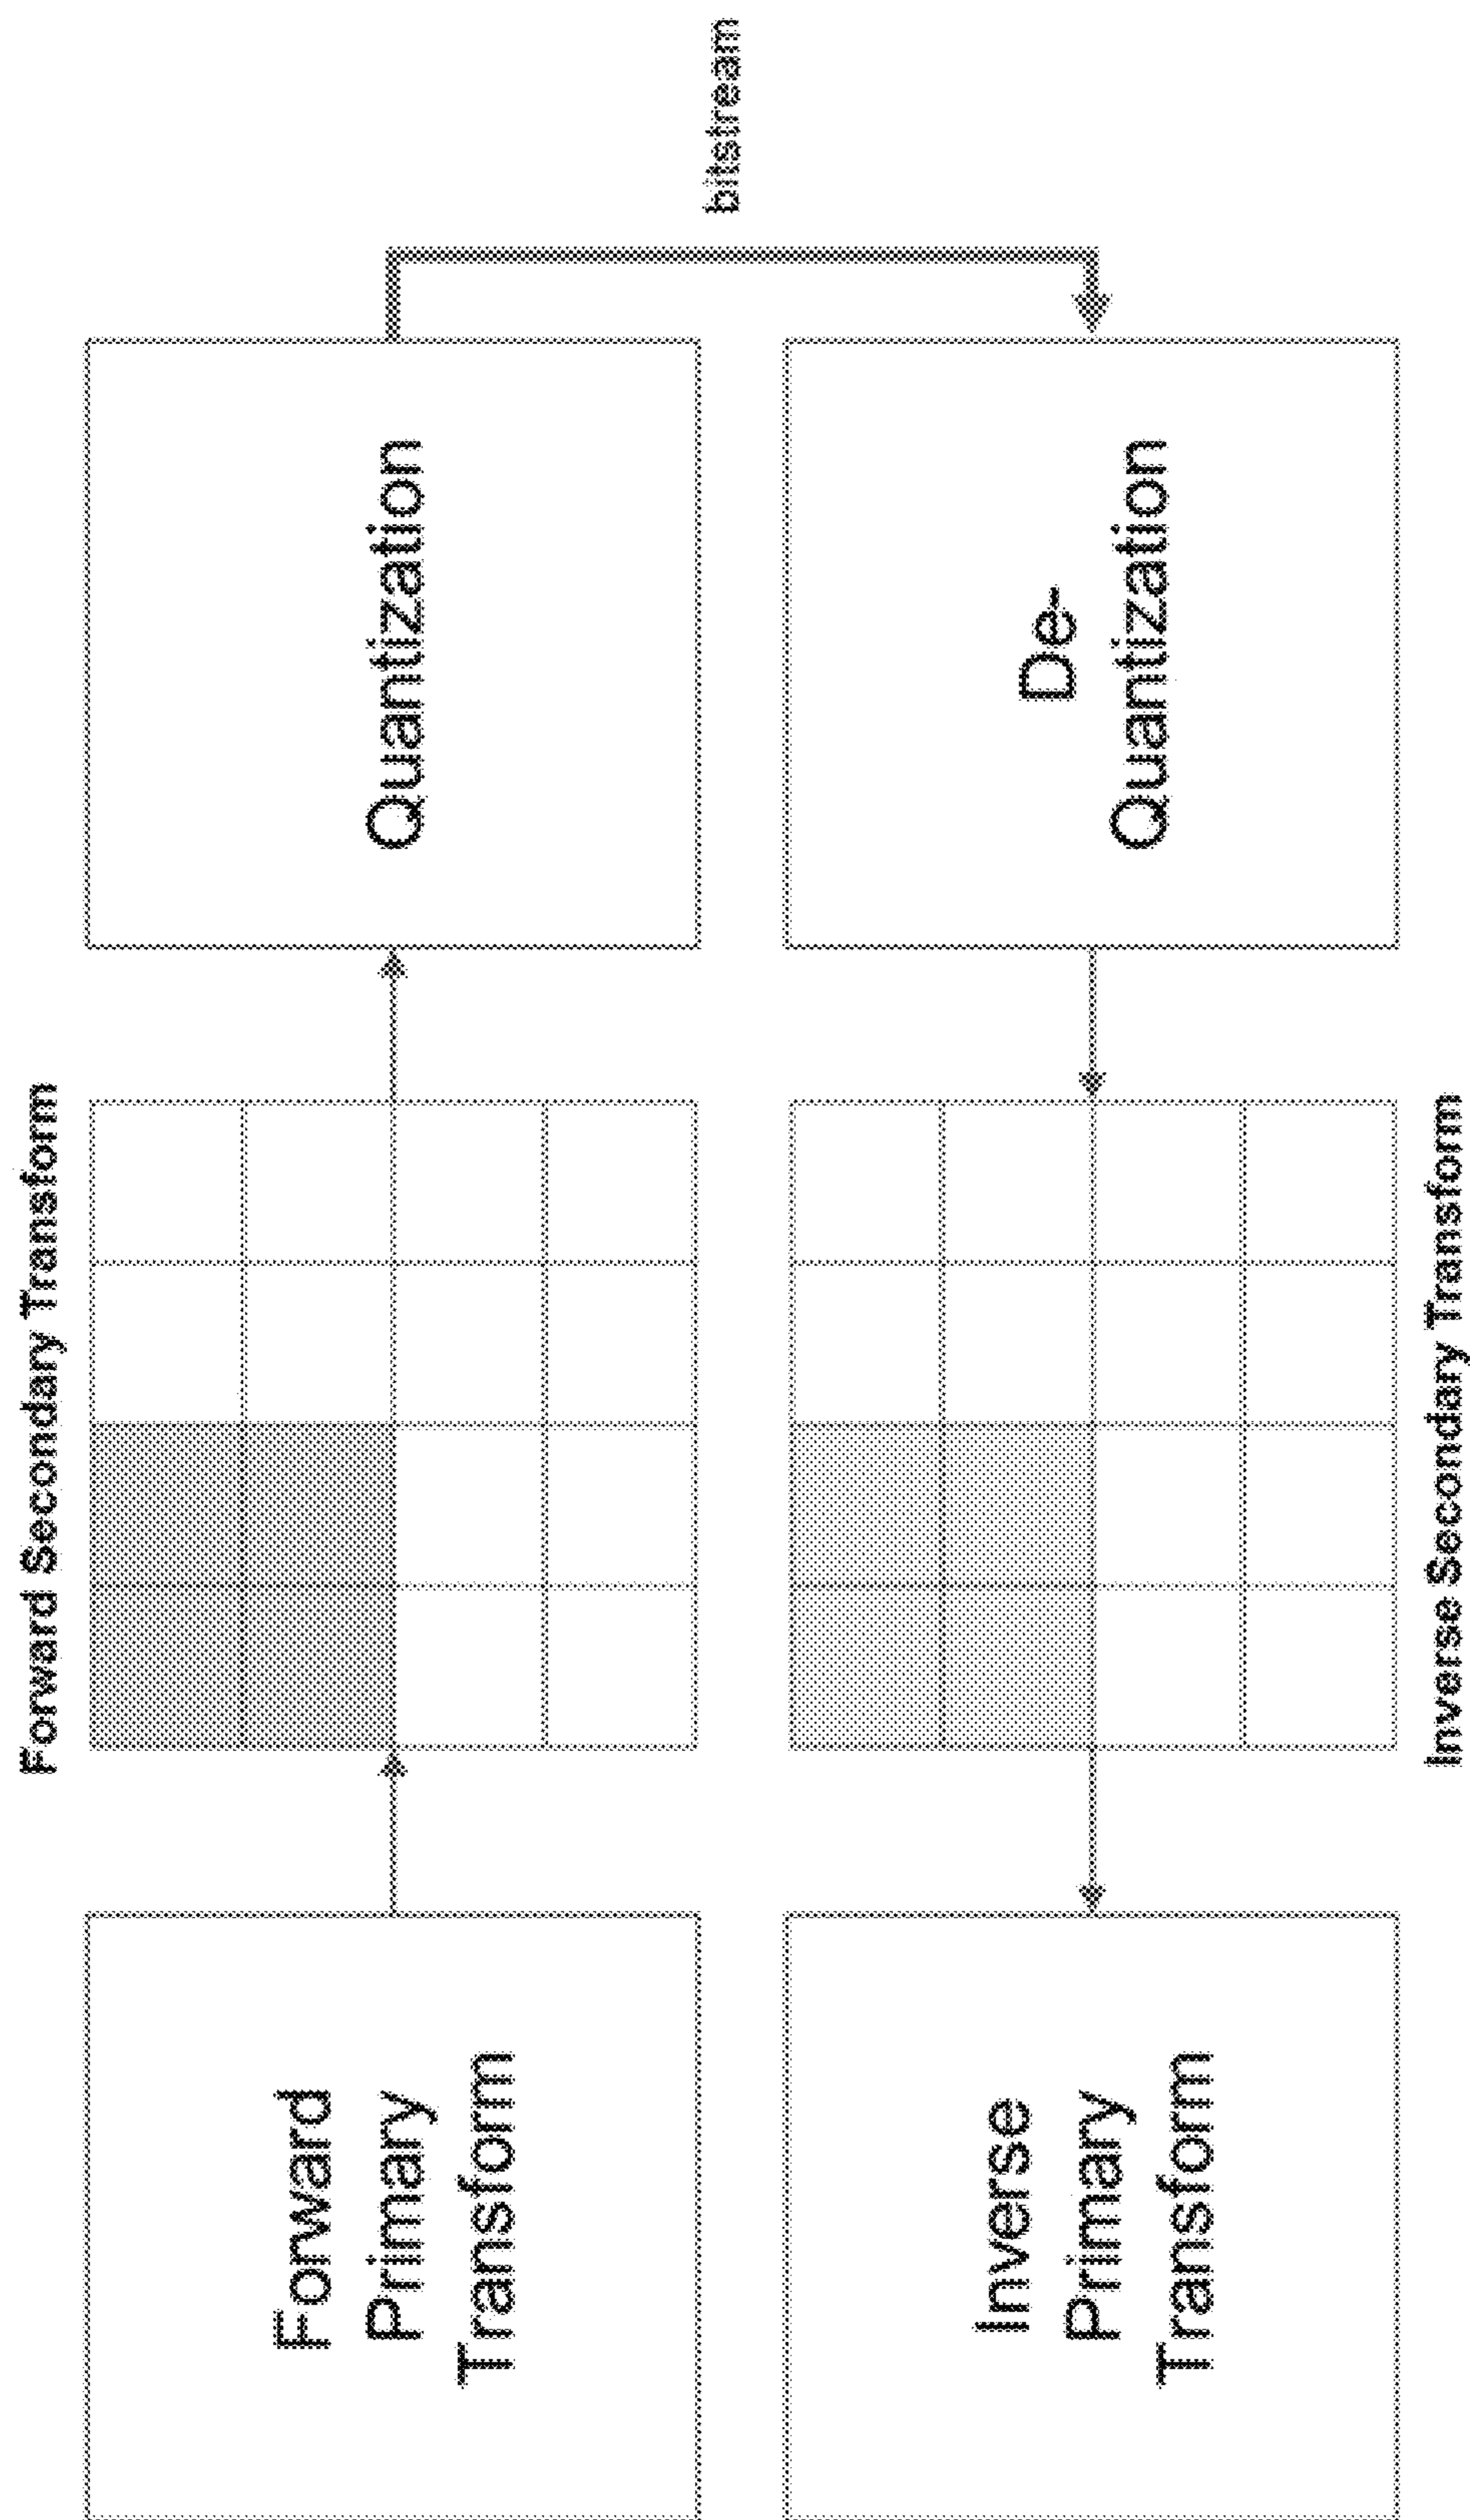 Forward Secondary Transform
Forward
Primary
Transform
Quantization
bitstream
Inverse
Primary
Transform
De-
Quantization
Inverse Secondary Transform